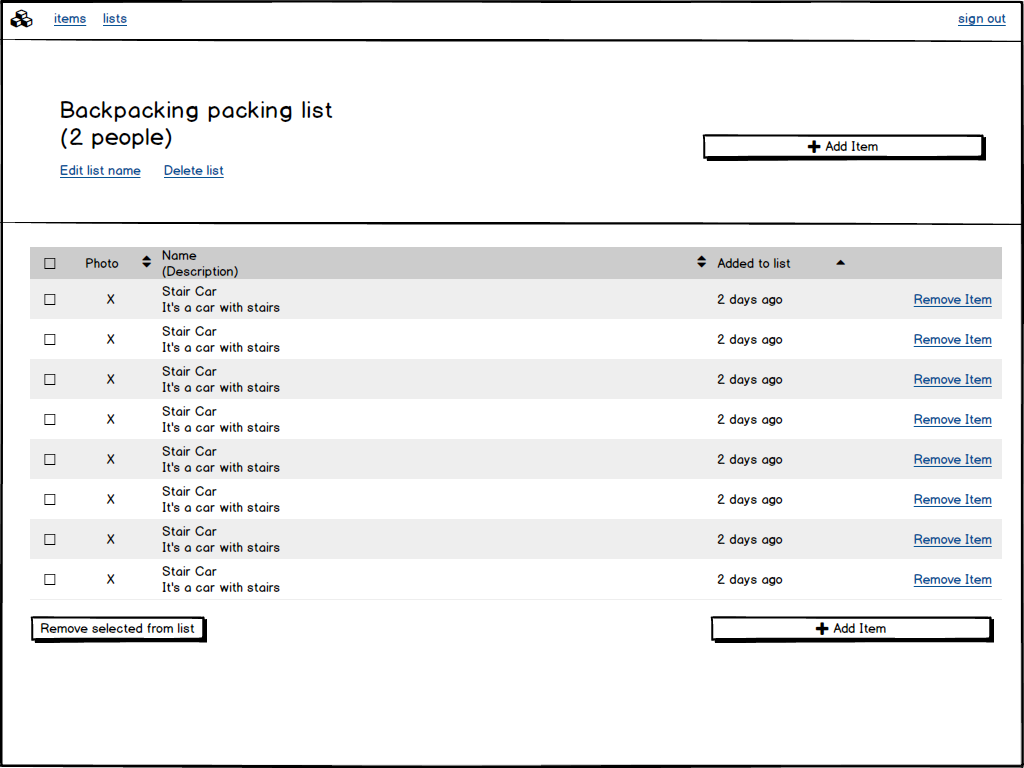 items lists sign out
Backpacking packing list
(2 people)
Add Item
Edit list name Delete list
Photo Name Added to list
(Description)
Stair Car
X It's a car with stairs 2 days ago Remove Item
Stair Car
X It's a car with stairs 2 days ago Remove Item
Stair Car
X It's a car with stairs 2 days ago Remove Item
Stair Car
X It's a car with stairs 2 days ago Remove Item
Stair Car
X It's a car with stairs 2 days ago Remove Item
Stair Car
X It's a car with stairs 2 days ago Remove Item
Stair Car
X It's a car with stairs 2 days ago Remove Item
Stair Car
X It's a car with stairs 2 days ago Remove Item
Remove selected from list Add Item